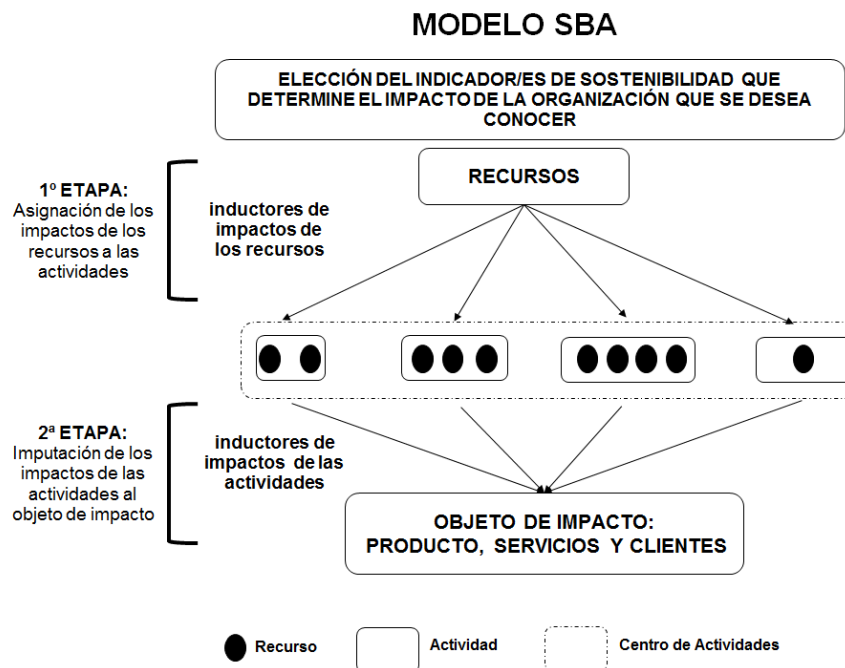 MODELO SBA
ELECCIÓN DEL INDICADOR/ES DE SOSTENIBILIDAD QUE
DETERMINE EL IMPACTO DE LA ORGANIZACIÓN QUE SE DESEA
CONOCER
RECURSOS
1º ETAPA:
Asignación de los
impactos de los
recursos a las
actividades
inductores de
impactos de
los recursos
2ª ETAPA:
Imputación de los
impactos de las
actividades al
objeto de impacto
inductores de
impactos de las
actividades
OBJETO DE IMPACTO:
PRODUCTO, SERVICIOS Y CLIENTES
Recurso
Actividad
Centro de Actividades